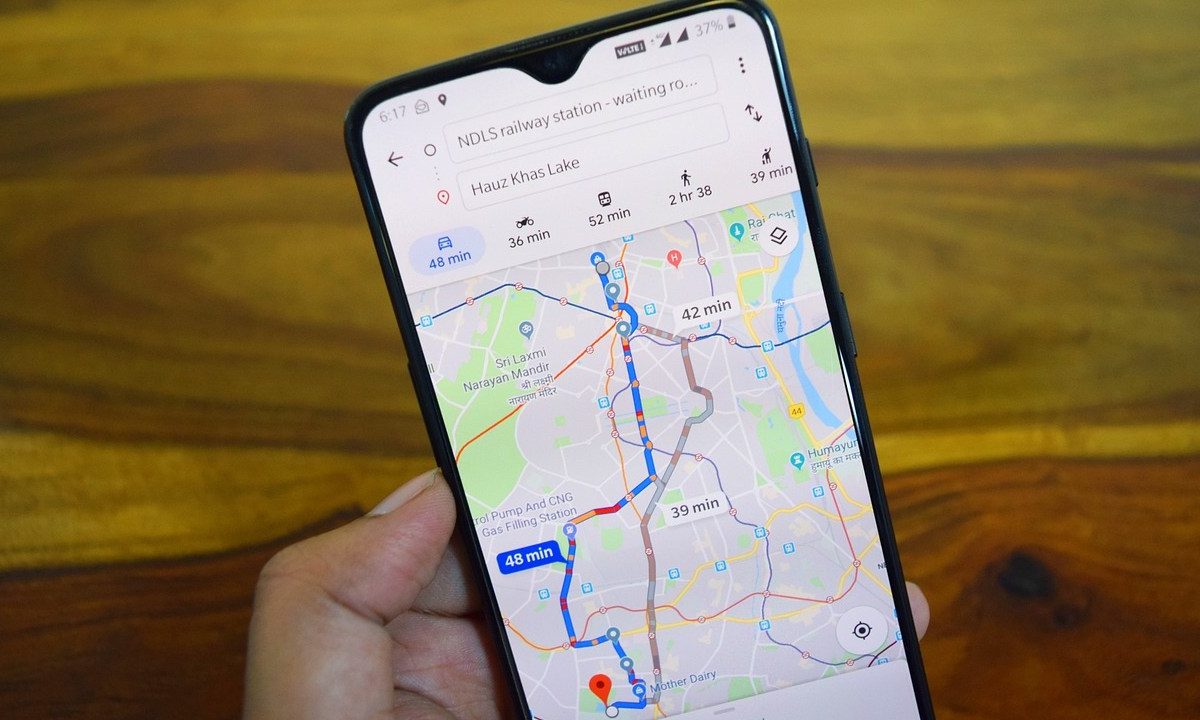 6:17
VoLTE
4G
37%
NDLS railway station - waiting ro...
Hauz Khas Lake
48 min
36 min
52 min
2 hr 38
39 min
H
42 min
Sri Laxmi
Narayan Mandir
श्री लक्ष्मी
नारायण मंदिर
44
Humayun
rol Pump And CNG
Gas Filling Station
39 min
48 min
Mother Dairy